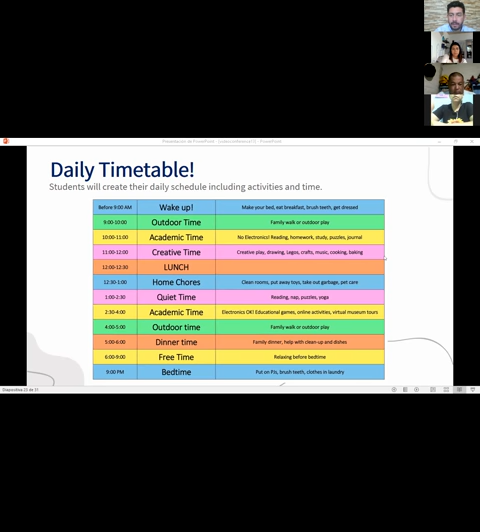 Daily Timetable!
Students will create their daily schedule including activities and time.
Before 9:00 AM Wake up! Make your bed, eat breakfast, brush teeth, get dressed
9:00-10:00 Outdoor Time Family walk or outdoor play
10:00-11:00 Academic Time No Electronics! Reading, homework, study, puzzles, journal
11:00-12:00 Creative Time Creative play, drawing, Legos, crafts, music, cooking, baking
12:00-12:30 LUNCH
12:30-1:00 Home Chores Clean rooms, put away toys, take out garbage, pet care
1:00-2:30 Quiet Time Reading, nap, puzzles, yoga
2:30-4:00 Academic Time Electronics OK! Educational games, online activities, virtual museum tours
4:00-5:00 Outdoor time Family walk or outdoor play
5:00-6:00 Dinner time Family dinner, help with clean-up and dishes
6:00-9:00 Free Time Relaxing before bedtime
9:00 PM Bedtime Put on PJs, brush teeth, clothes in laundry